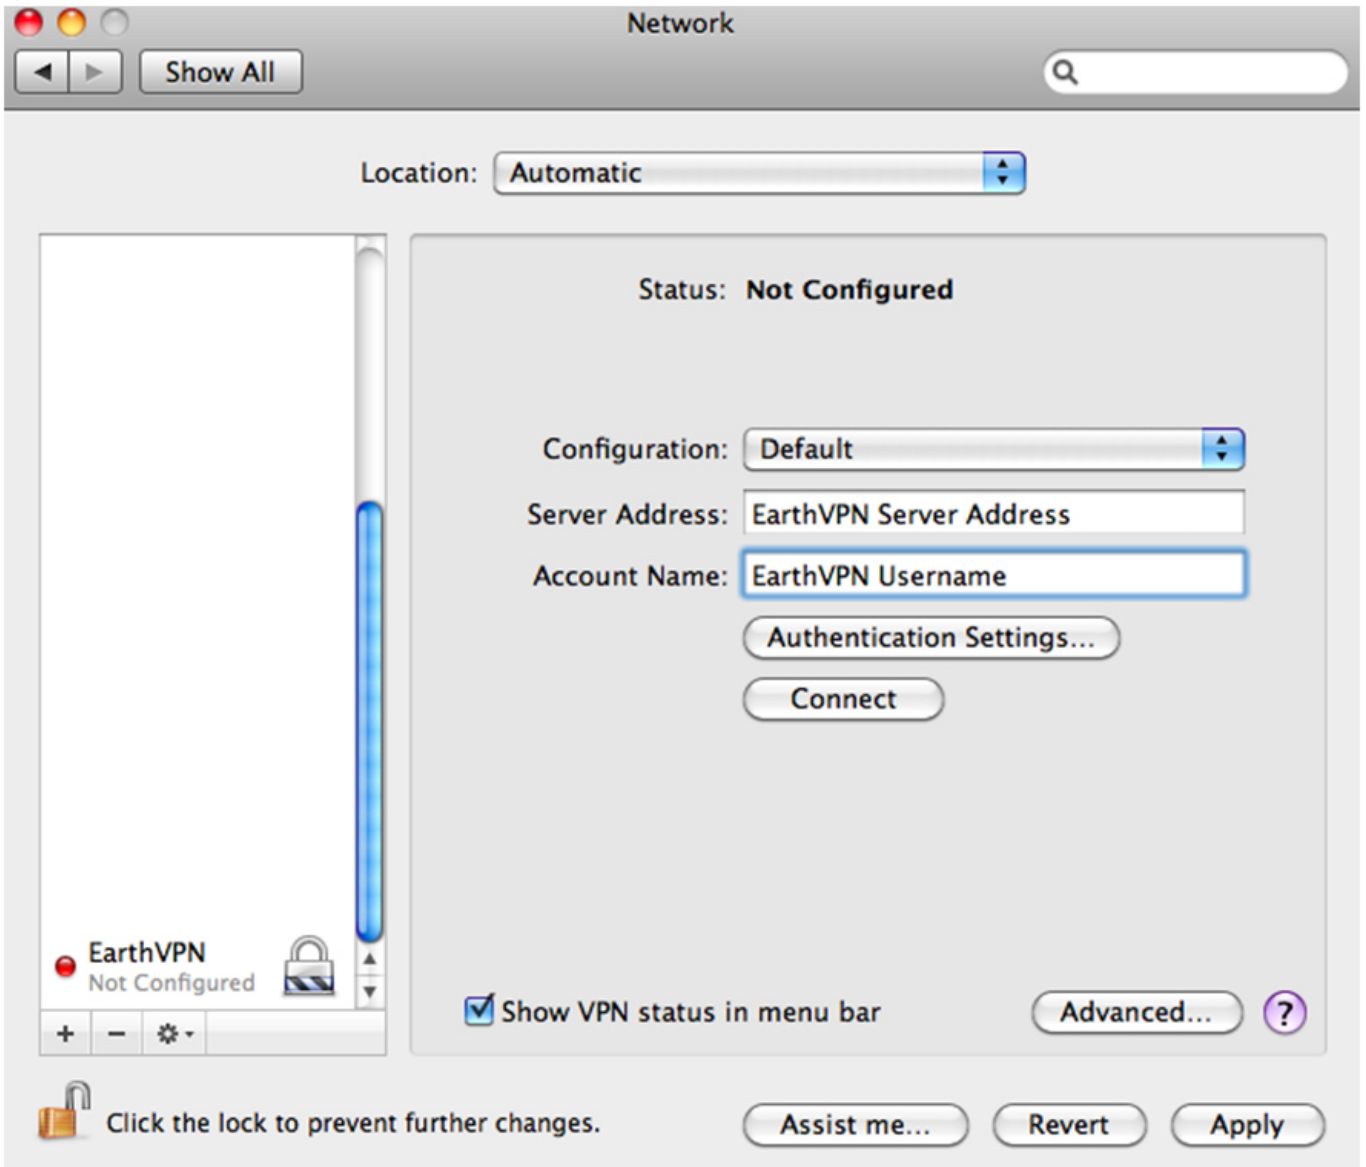 Network
Show All
Location: Automatic
Status: Not Configured
Configuration: Default
Server Address: EarthVPN Server Address
Account Name: EarthVPN Username
Authentication Settings...
Connect
EarthVPN
Not Configured
Show VPN status in menu bar
Advanced...
?
Click the lock to prevent further changes.
Assist me...
Revert
Apply